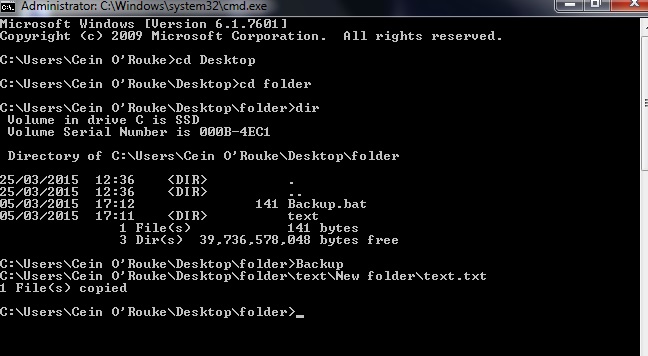 Administrator: C:\Windows\system32\cmd.exe
Microsoft Windows [Version 6.1.7601]
Copyright (c) 2009 Microsoft Corporation.  All rights reserved.
C:\Users\Cein O'Rouke>cd Desktop
C:\Users\Cein O'Rouke\Desktop>cd folder
C:\Users\Cein O'Rouke\Desktop\folder>dir
 Volume in drive C is SSD
 Volume Serial Number is 000B-4EC1
 Directory of C:\Users\Cein O'Rouke\Desktop\folder
25/03/2015  12:36    <DIR>          .
25/03/2015  12:36    <DIR>          ..
05/03/2015  17:12               141 Backup.bat
05/03/2015  17:11    <DIR>          text
               1 File(s)            141 bytes
               3 Dir(s)  39,736,578,048 bytes free
C:\Users\Cein O'Rouke\Desktop\folder>Backup
C:\Users\Cein O'Rouke\Desktop\folder\text\New folder\text.txt
1 File(s) copied
C:\Users\Cein O'Rouke\Desktop\folder>_